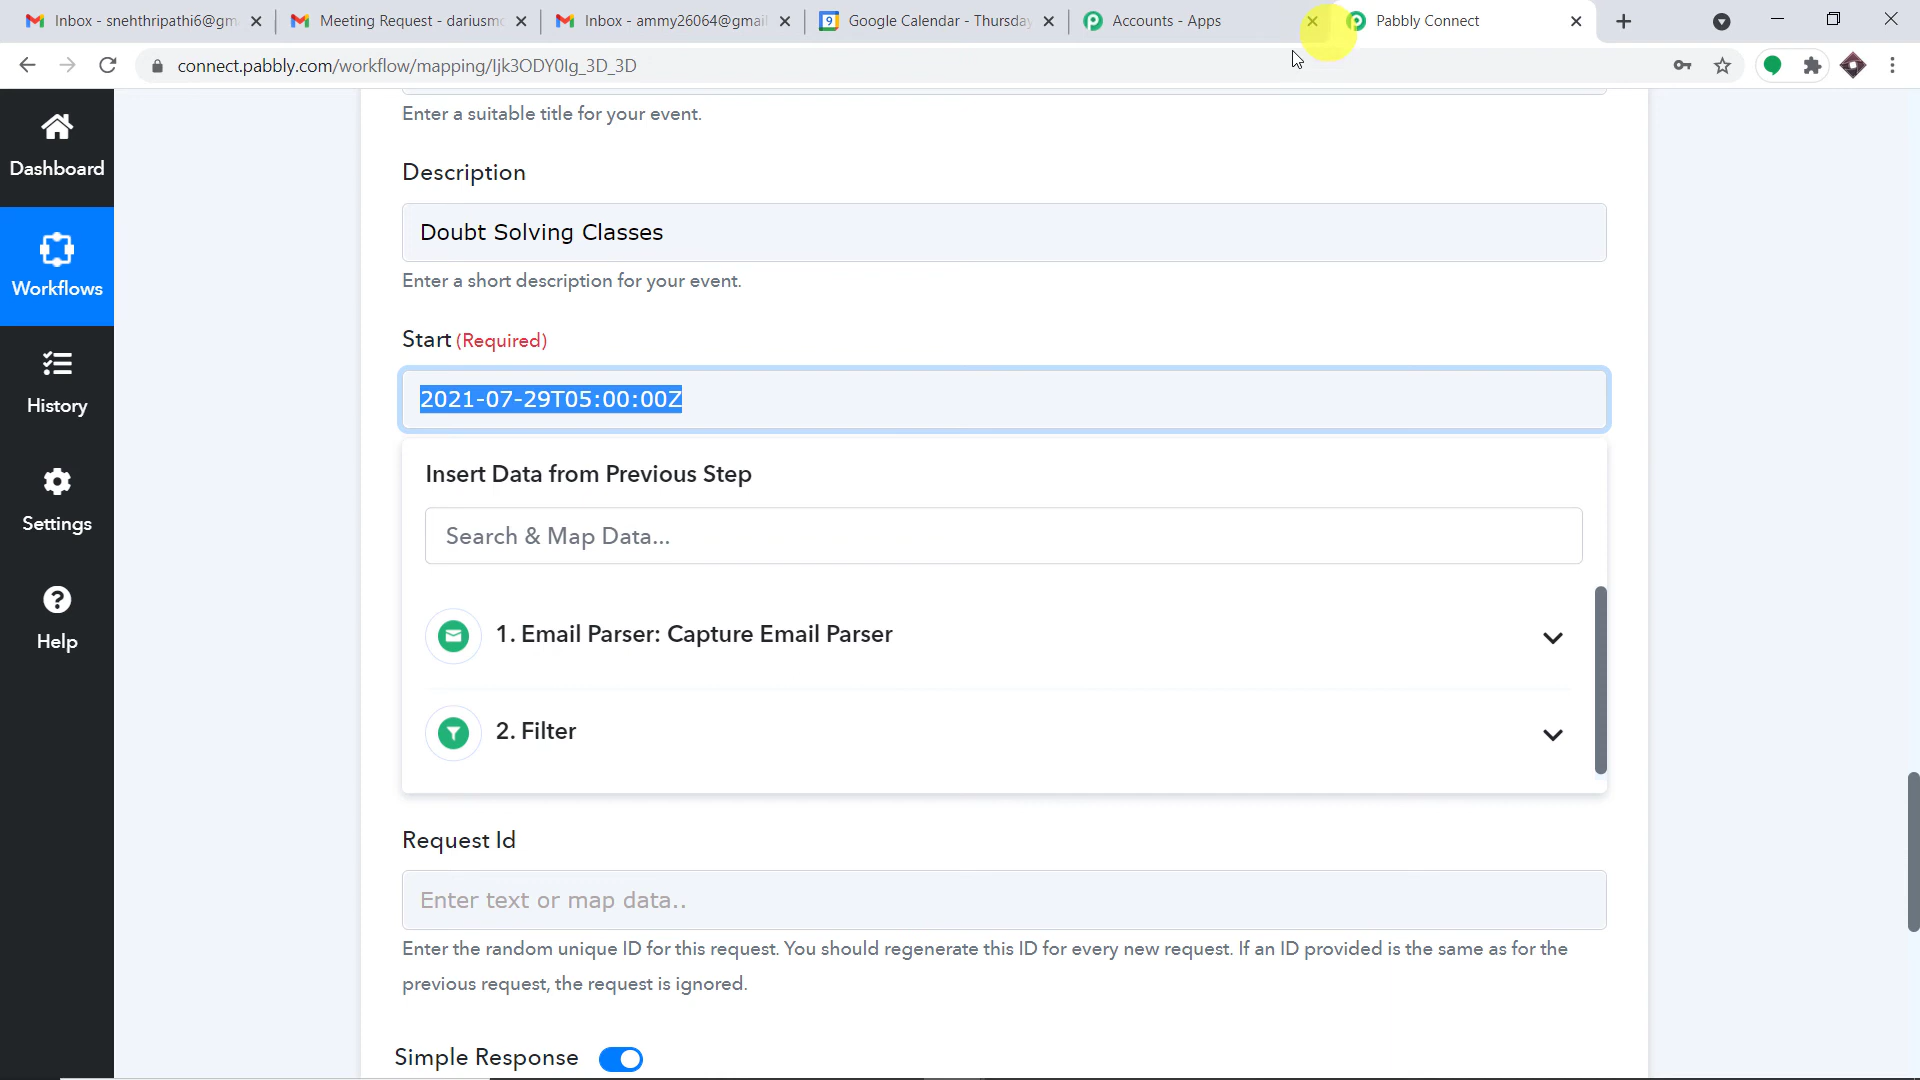 Inbox - snehthripathi6@gm
Meeting Request - dariusmc
Inbox - ammy26064@gmail
Google Calendar - Thursday
Accounts - Apps
Pabbly Connect
connect.pabbly.com/workflow/mapping/Ijk3ODY0Ig_3D_3D
Enter a suitable title for your event.
Dashboard
Description
Doubt Solving Classes
Workflows
Enter a short description for your event.
Start (Required)
2021-07-29T05:00:00Z
History
Insert Data from Previous Step
Settings
Search & Map Data...
1. Email Parser: Capture Email Parser
Help
2. Filter
Request Id
Enter text or map data..
Enter the random unique ID for this request. You should regenerate this ID for every new request. If an ID provided is the same as for the
previous request, the request is ignored.
Simple Response